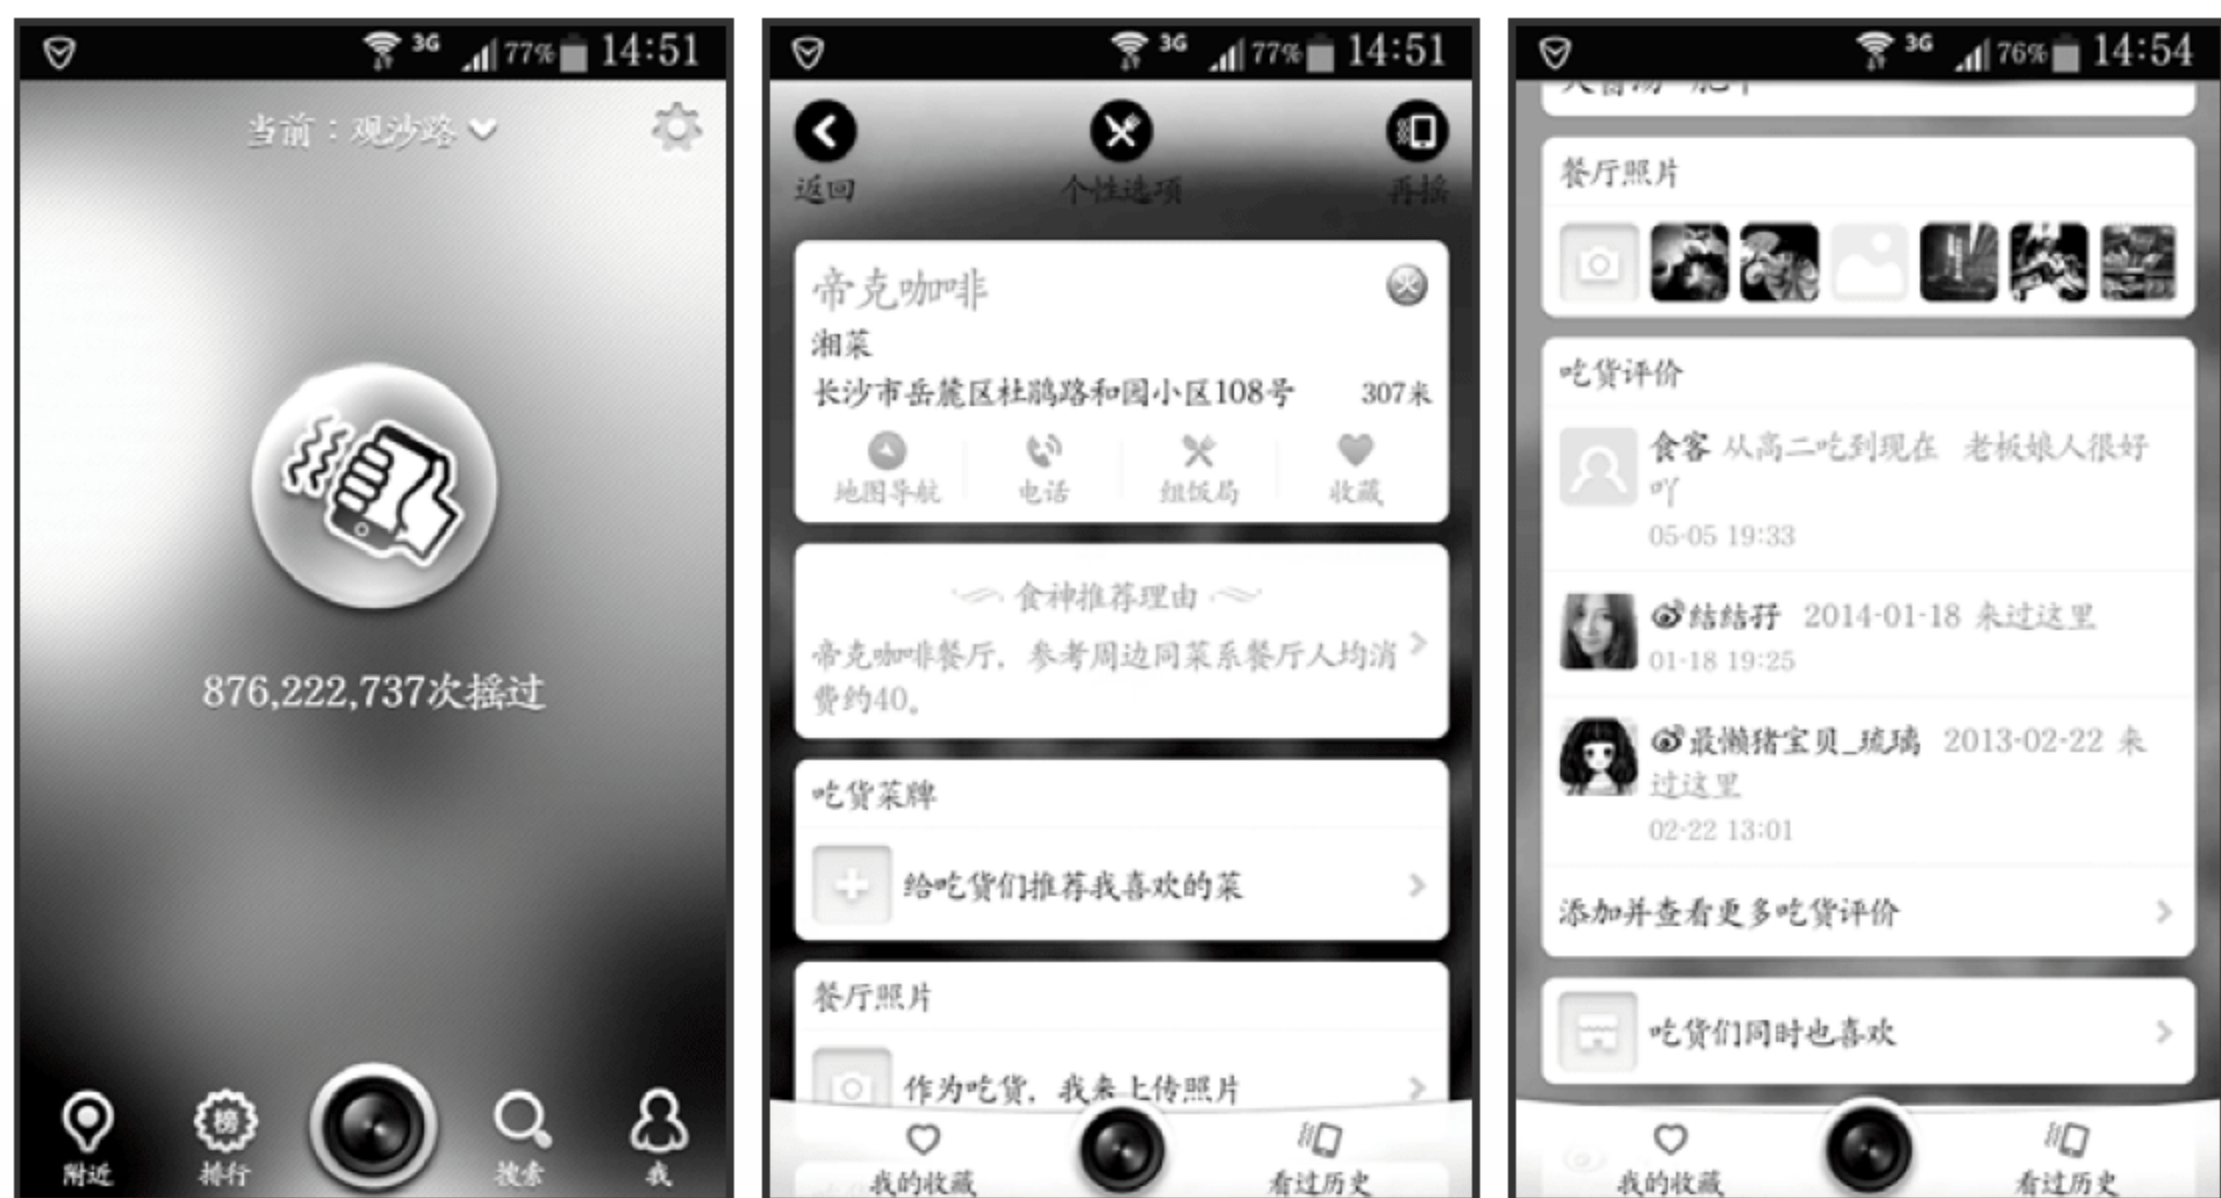 3G 77% 14:51
当前：观沙路
876,222,737次摇过
附近
榜
排行
搜索
我
3G 77% 14:51
返回
个性选项
再摇
帝克咖啡
湘菜
长沙市岳麓区杜鹃路和园小区108号 307米
地图导航 电话 组饭局 收藏
食神推荐理由
帝克咖啡餐厅，参考周边同菜系餐厅人均消
费约40。
吃货菜牌
给吃货们推荐我喜欢的菜
餐厅照片
作为吃货，我来上传照片
我的收藏
看过历史
3G 76% 14:54
餐厅照片
吃货评价
食客 从高二吃到现在 老板娘人很好
吖
05-05 19:33
结结孖 2014-01-18 来过这里
01-18 19:25
最懒猪宝贝_琉璃 2013-02-22 来
过这里
02-22 13:01
添加并查看更多吃货评价
吃货们同时也喜欢
我的收藏
看过历史